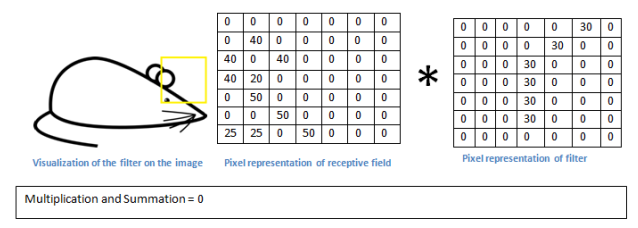 0 0 0 0 0 0 0
0 40 0 0 0 0 0
40 0 40 0 0 0 0
40 20 0 0 0 0 0
0 50 0 0 0 0 0
0 0 50 0 0 0 0
25 25 0 50 0 0 0
*
0 0 0 0 0 30 0
0 0 0 0 30 0 0
0 0 0 30 0 0 0
0 0 0 30 0 0 0
0 0 0 30 0 0 0
0 0 0 30 0 0 0
0 0 0 0 0 0 0
Visualization of the filter on the image
Pixel representation of receptive field
Pixel representation of filter
Multiplication and Summation = 0